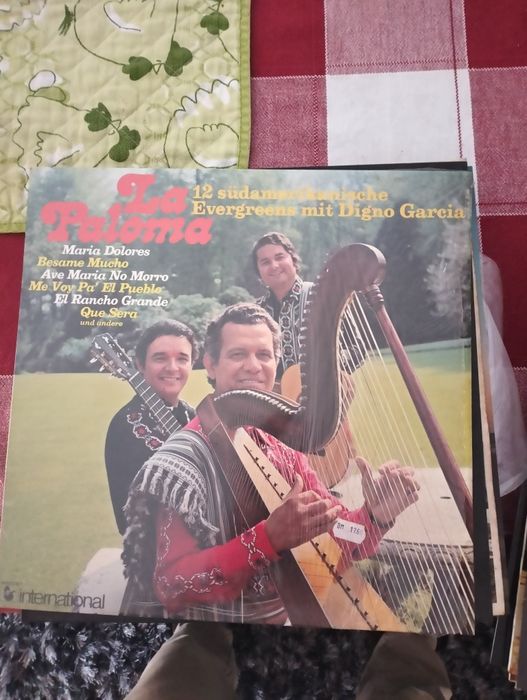 La
Paloma
12 südamerikanische
Evergreens mit Digno Garcia
Maria Dolores
Besame Mucho
Ave Maria No Morro
Me Voy Pa' El Pueblo
El Rancho Grande
Que Sera
und andere
international